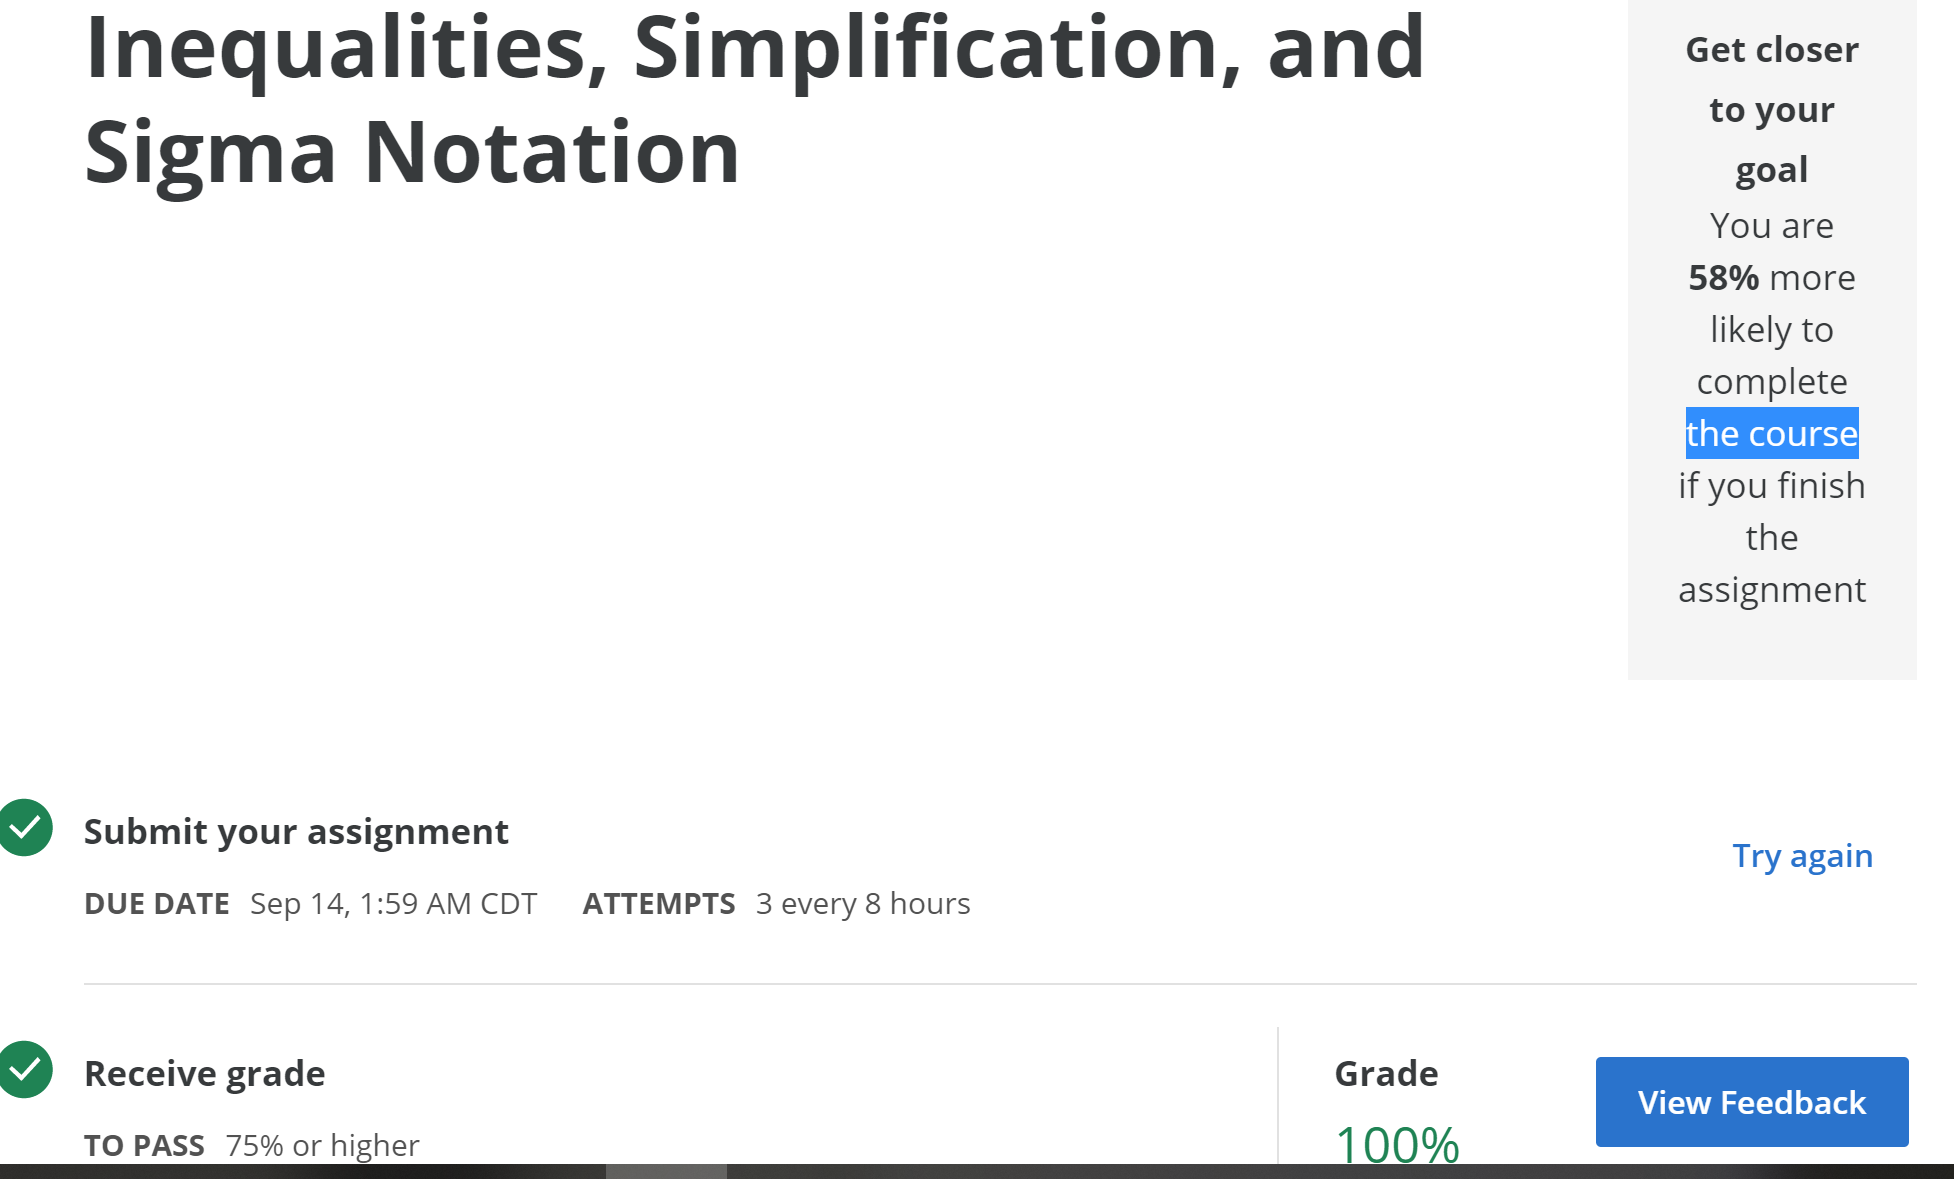 Inequalities, Simplification, and
Sigma Notation
Get closer
to your
goal
You are
58% more
likely to
complete
the course
if you finish
the
assignment
Submit your assignment
Try again
DUE DATE Sep 14, 1:59 AM CDT ATTEMPTS 3 every 8 hours
Receive grade
Grade
View Feedback
TO PASS 75% or higher
100%